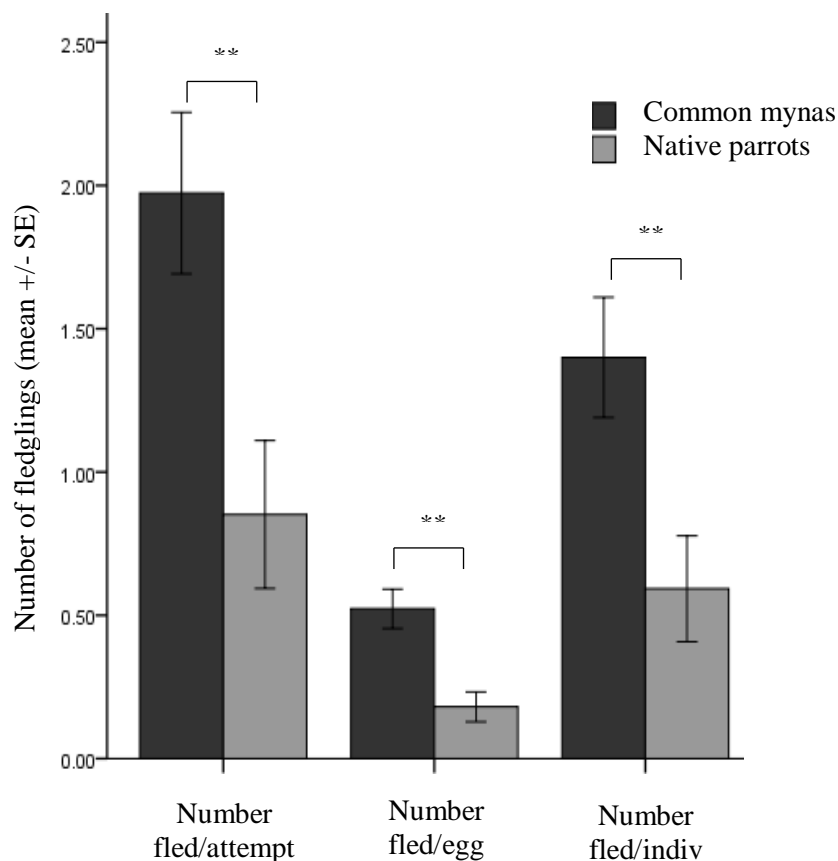 Number of fledglings (mean +/- SE)
2.50
2.00
1.50
1.00
0.50
0.00
**
**
**
Common mynas
Native parrots
Number
fled/attempt
Number
fled/egg
Number
fled/indiv